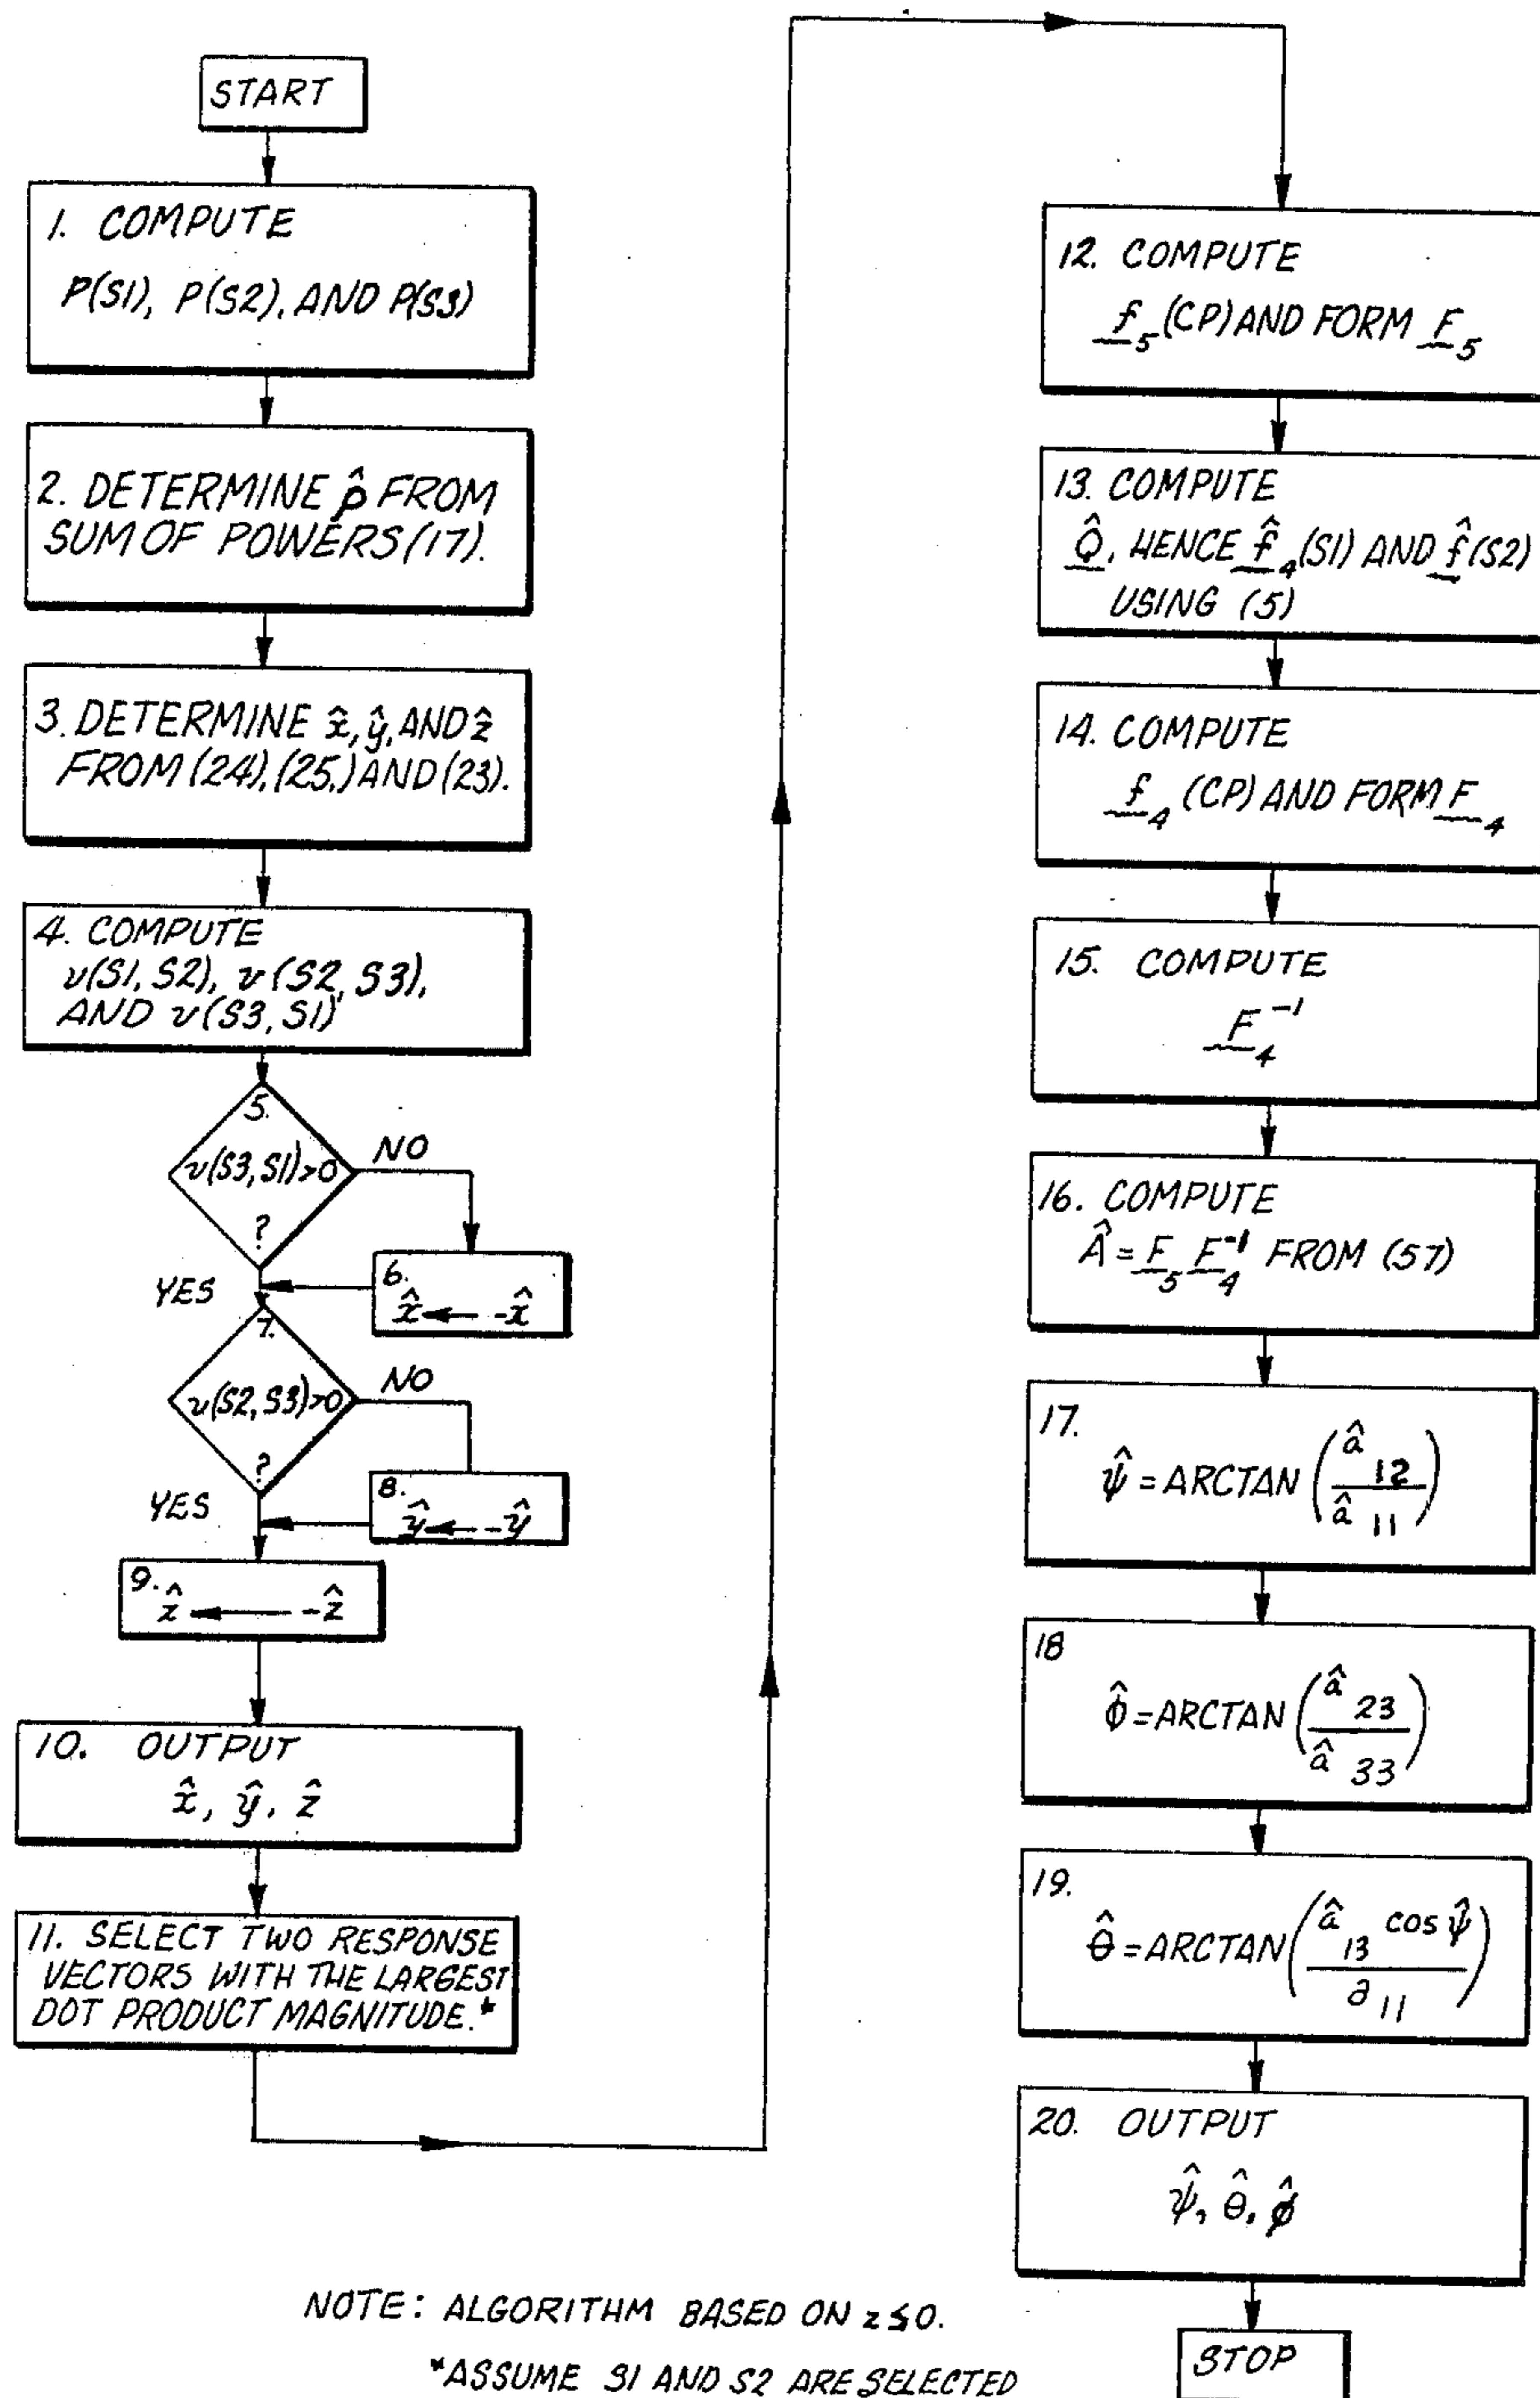 START
1. COMPUTE
P(S1), P(S2), AND P(S3)
2. DETERMINE ρ̂ FROM
SUM OF POWERS (17).
3. DETERMINE x̂, ŷ, AND ẑ
FROM (24), (25,) AND (23).
4. COMPUTE
v(S1, S2), v(S2, S3),
AND v(S3, S1)
5.
v(S3, S1)>0
?
NO
YES
6.
x̂ ← -x̂
7.
v(S2, S3)>0
?
NO
YES
8.
ŷ ← -ŷ
9.
ẑ ← -ẑ
10. OUTPUT
x̂, ŷ, ẑ
11. SELECT TWO RESPONSE
VECTORS WITH THE LARGEST
DOT PRODUCT MAGNITUDE.*
12. COMPUTE
f₅ (CP) AND FORM F₅
13. COMPUTE
Q̂, HENCE f̂₄ (S1) AND f̂ (S2)
USING (5)
14. COMPUTE
f₄ (CP) AND FORM F₄
15. COMPUTE
F₄⁻¹
16. COMPUTE
Â = F₅ F₄⁻¹ FROM (57)
17.
ψ̂ = ARCTAN (â 12 / â 11)
18
ϕ̂ = ARCTAN (â 23 / â 33)
19.
θ̂ = ARCTAN (â 13 cos ψ̂ / ∂ 11)
20. OUTPUT
ψ̂, θ̂, ϕ̂
STOP
NOTE: ALGORITHM BASED ON z ≤ 0.
*ASSUME S1 AND S2 ARE SELECTED